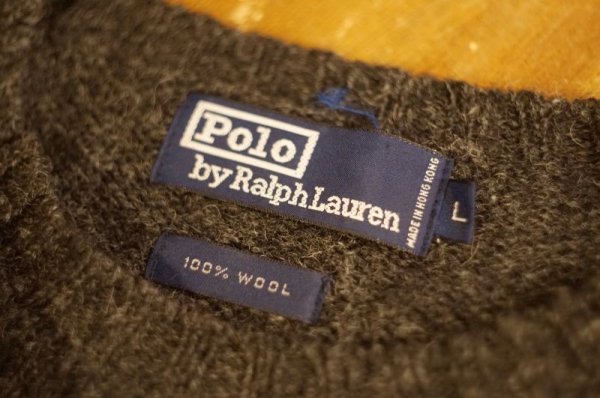 Polo
by Ralph Lauren
MADE IN HONG KONG
L
100% WOOL